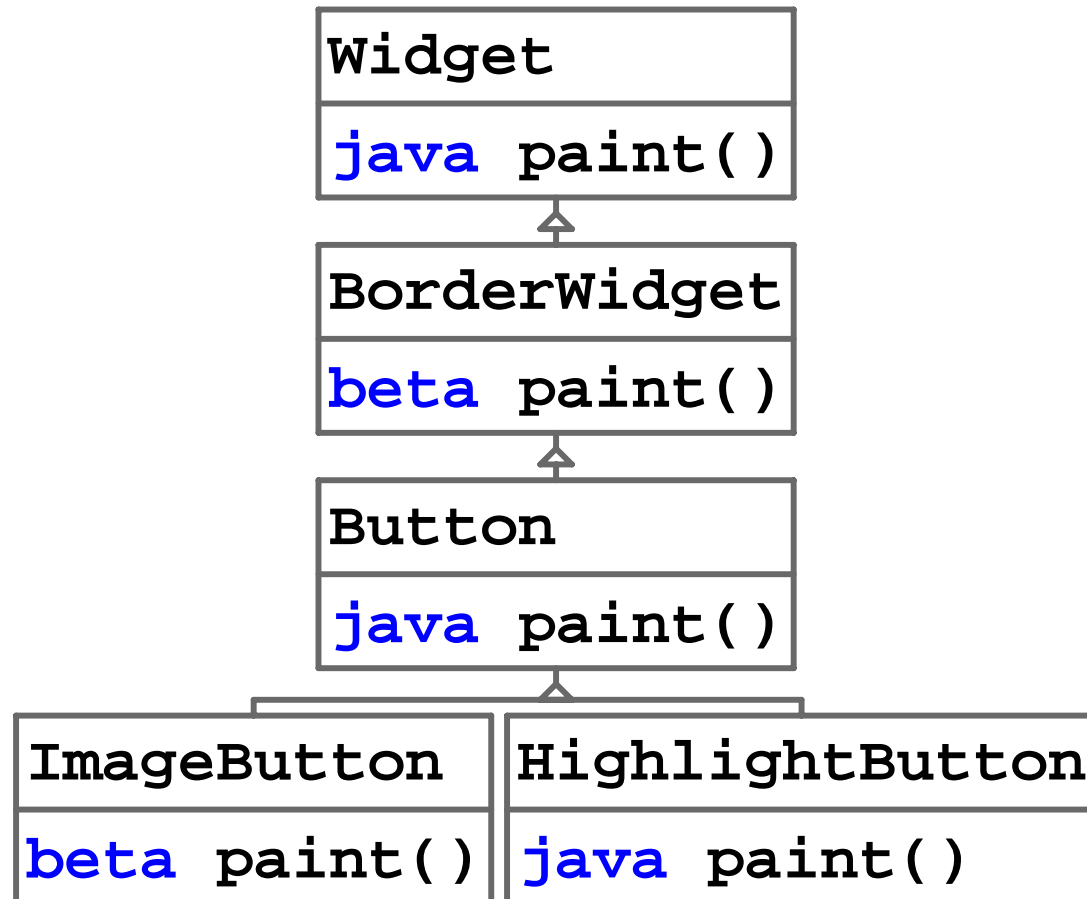 Widget
java paint()
BorderWidget
beta paint()
Button
java paint()
ImageButton
HighlightButton
beta paint()
java paint()